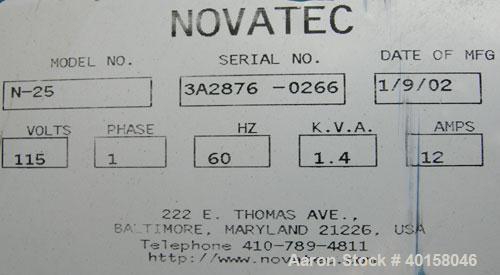 NOVATEC
MODEL NO. SERIAL NO. DATE OF MFG
N-25 3A2876 -0266 1/9/02
VOLTS PHASE HZ K.V.A. AMPS
115 1 60 1.4 12
222 E. THOMAS AVE.,
BALTIMORE, MARYLAND 21226, USA
Telephone 410-789-4811
Aaron Stock # 40158046